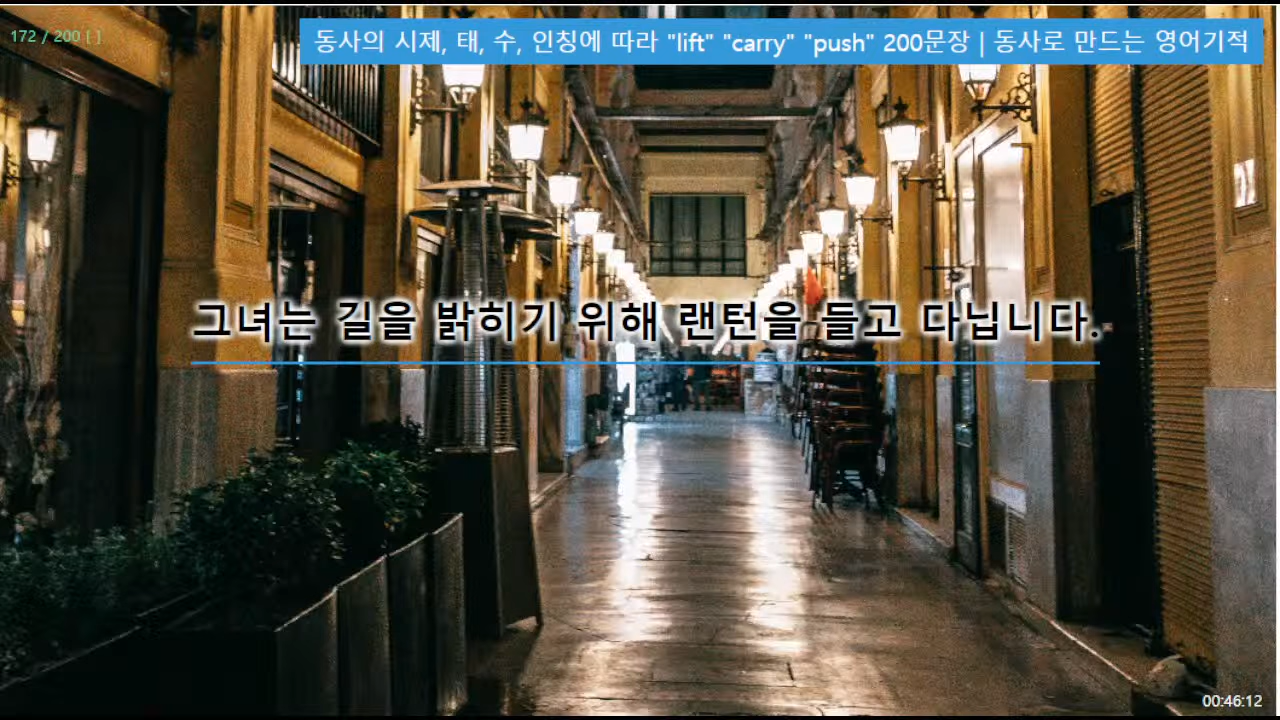 172 / 200 [ ]
동사의 시제, 태, 수, 인칭에 따라 "lift" "carry" "push" 200문장 | 동사로 만드는 영어기적
그녀는 길을 밝히기 위해 랜턴을 들고 다닙니다.
00:46:12